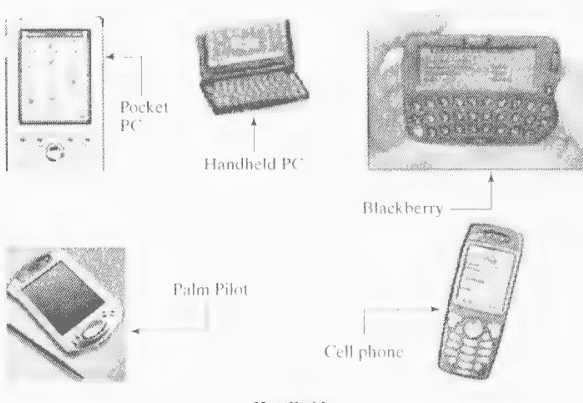 Pocket
PC
Handheld PC
Blackberry
Palm Pilot
Cell phone